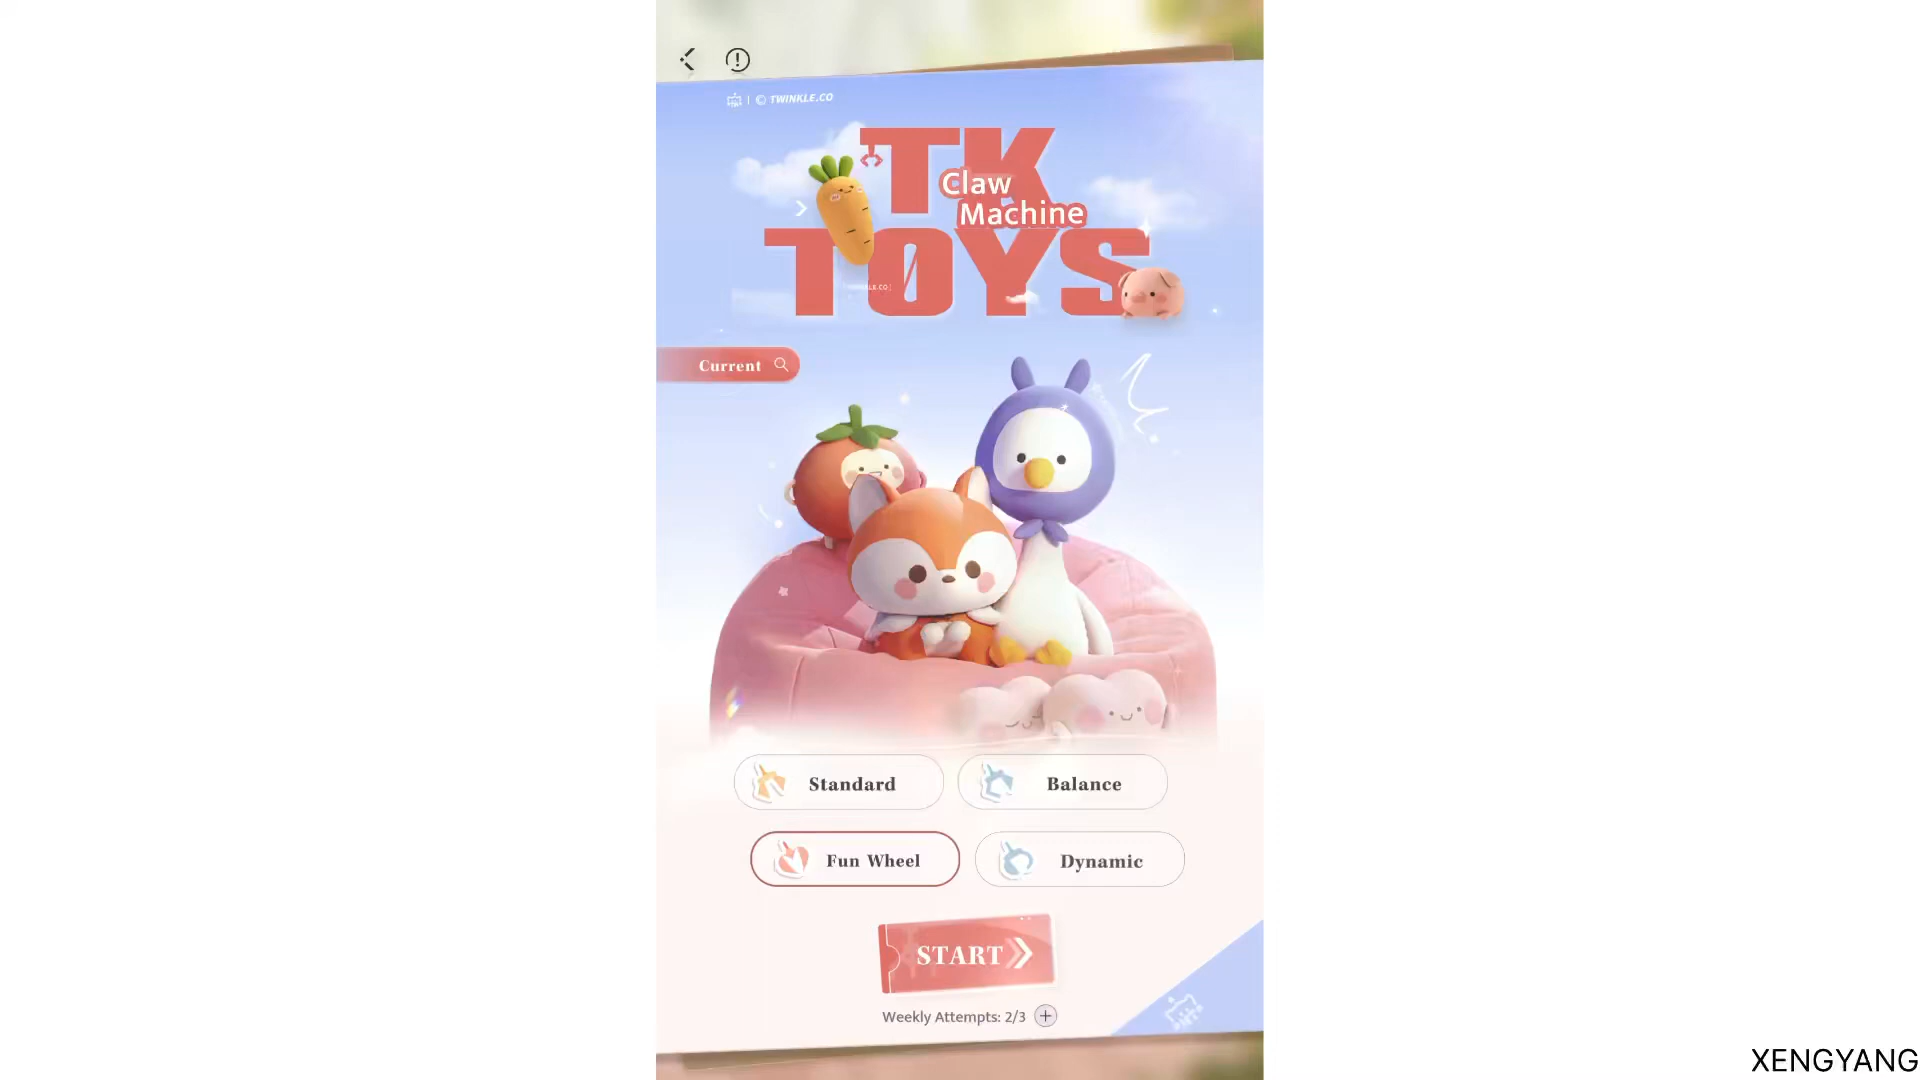 © TWINKLE.CO
TK
Claw
Machine
TOYS
Current
Standard
Balance
Fun Wheel
Dynamic
START
Weekly Attempts: 2/3
XENGYANG